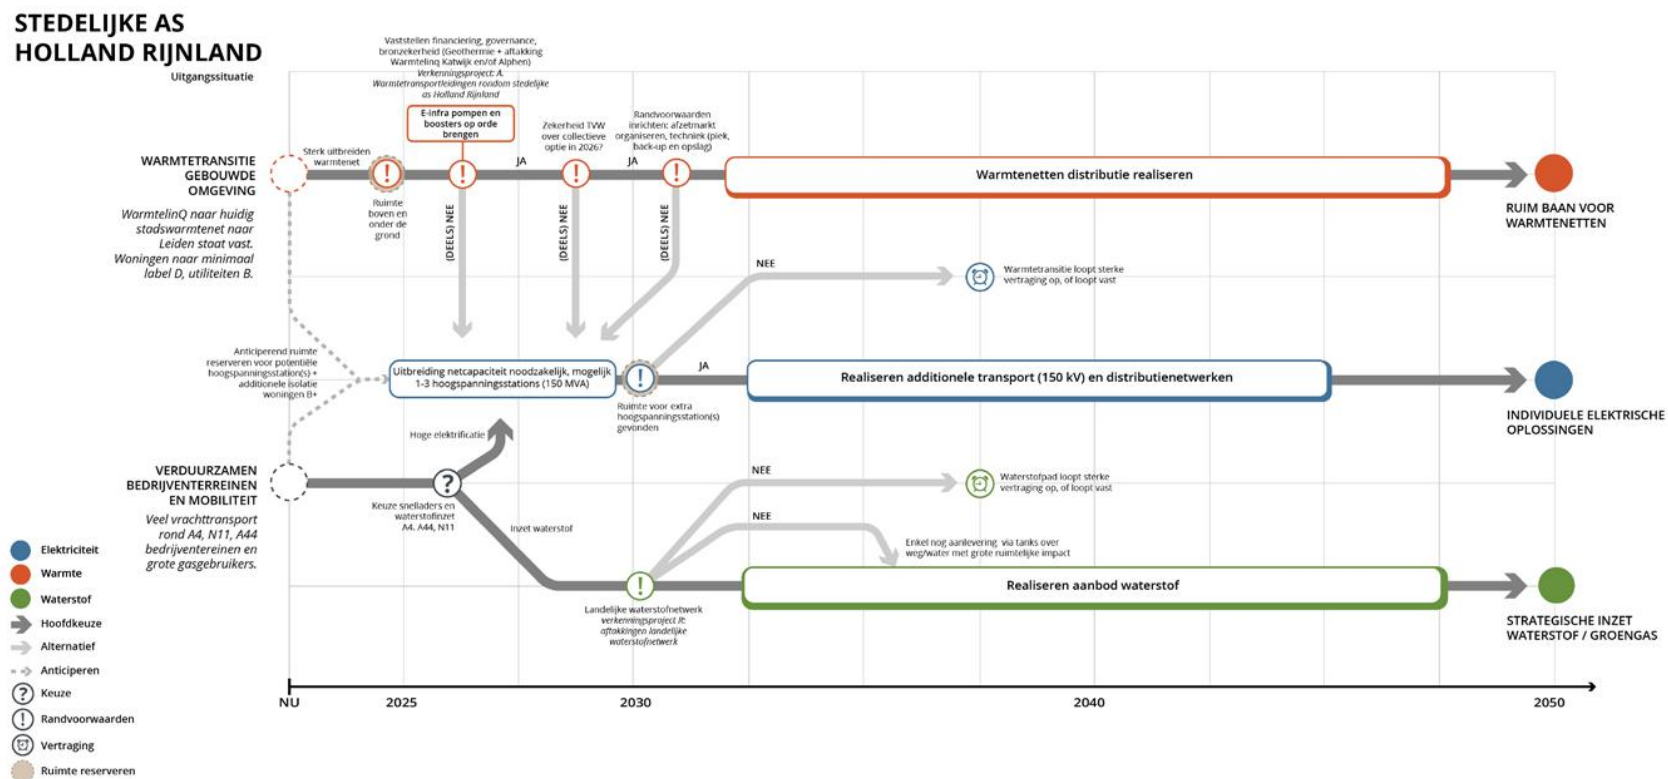 STEDELIJKE AS
HOLLAND RIJNLAND
Uitgangssituatie
Vaststellen financiering, governance,
bronzekerheid (Geothermie + aftakking
Warmtelinq Katwijk en/of Alphen)
Verkenningsproject: A.
Warmtetransportleidingen rondom stedelijke
as Holland Rijnland
E-infra pompen en
boosters op orde
brengen
Sterk uitbreiden
warmtenet
JA
Zekerheid TVW
over collectieve
optie in 2026?
JA
Randvoorwaarden
inrichten: afzetmarkt
organiseren, techniek (piek,
back-up en opslag)
WARMTETRANSITIE
GEBOUWDE
OMGEVING
!
!
!
!
Warmtenetten distributie realiseren
WarmtelinQ naar huidig
stadswarmtenet naar
Leiden staat vast.
Woningen naar minimaal
label D, utiliteiten B.
Ruimte
boven en
onder de
grond
(DEELS) NEE
(DEELS) NEE
(DEELS) NEE
RUIM BAAN VOOR
WARMTENETTEN
NEE
Warmtetransitie loopt sterke
vertraging op, of loopt vast
Anticiperend ruimte
reserveren voor potentiële
hoogspanningsstation(s) +
additionele isolatie
woningen B+
Uitbreiding netcapaciteit noodzakelijk, mogelijk
1-3 hoogspanningsstations (150 MVA)
!
JA
Realiseren additionele transport (150 kV) en distributienetwerken
Ruimte voor extra
hoogspanningsstation(s)
gevonden
INDIVIDUELE ELEKTRISCHE
OPLOSSINGEN
Hoge elektrificatie
VERDUURZAMEN
BEDRIJVENTERREINEN
EN MOBILITEIT
?
Veel vrachttransport
rond A4, N11, A44
bedrijventereinen en
grote gasgebruikers.
Keuze snelladers en
waterstofinzet
A4, A44, N11
Inzet waterstof
NEE
Waterstofpad loopt sterke
vertraging op, of loopt vast
NEE
Enkel nog aanlevering via tanks over
weg/water met grote ruimtelijke impact
!
Realiseren aanbod waterstof
Landelijke waterstofnetwerk
verkenningsproject R:
aftakkingen landelijke
waterstofnetwerk
STRATEGISCHE INZET
WATERSTOF / GROENGAS
Elektriciteit
Warmte
Waterstof
Hoofdkeuze
Alternatief
Anticiperen
? Keuze
! Randvoorwaarden
Vertraging
Ruimte reserveren
NU
2025
2030
2040
2050